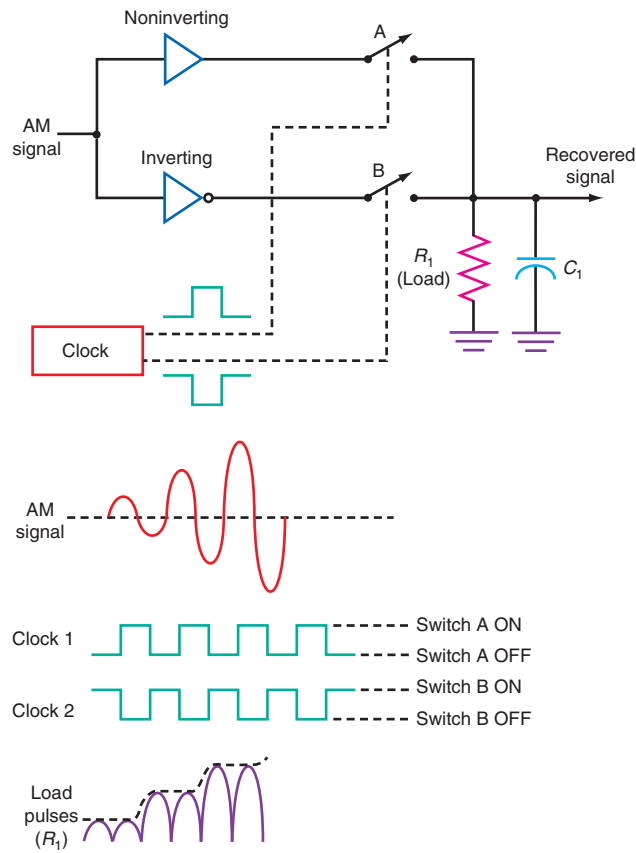 Noninverting
A
AM
signal
Inverting
B
Recovered
signal
R1
(Load)
C1
Clock
AM
signal
Clock 1
Switch A ON
Switch A OFF
Clock 2
Switch B ON
Switch B OFF
Load
pulses
(R1)